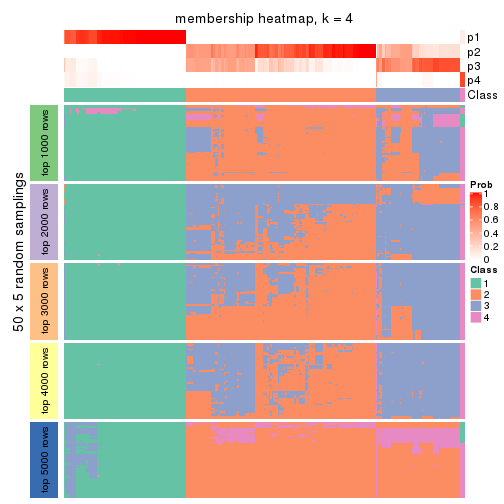 membership heatmap, k = 4
p1
p2
p3
p4
Class
50 x 5 random samplings
top 1000 rows
top 2000 rows
top 3000 rows
top 4000 rows
top 5000 rows
Prob
1
0.8
0.6
0.4
0.2
0
Class
1
2
3
4